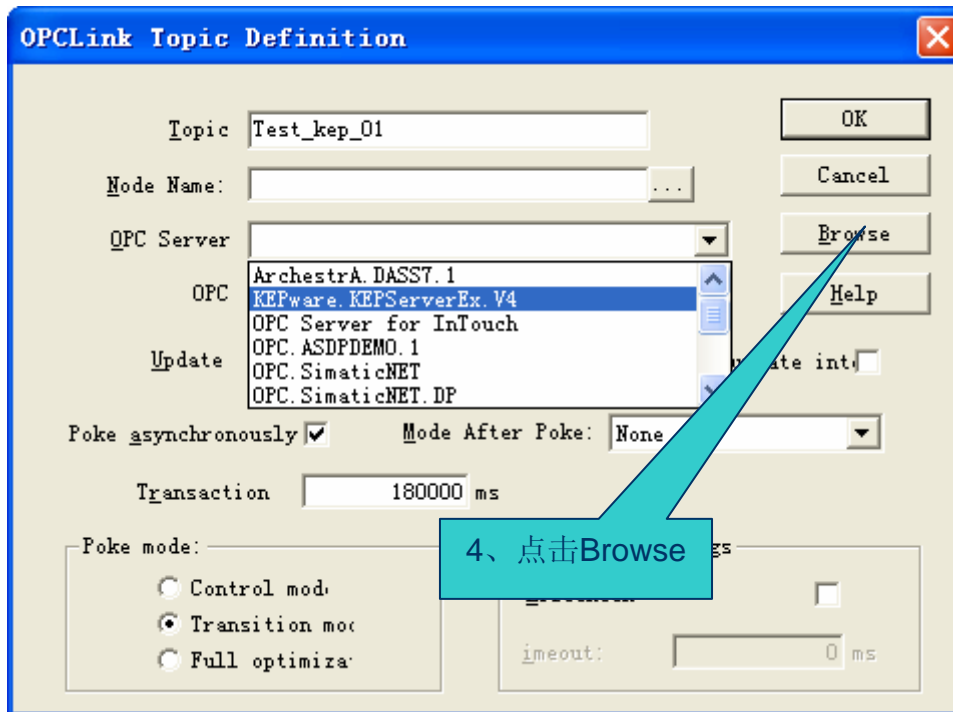 OPCLink Topic Definition
Topic Test_kep_01 OK
Node Name: ... Cancel
OPC Server Browse
ArchestrA.DASS7.1
OPC KEPware.KEPServerEx.V4 Help
OPC Server for InTouch
OPC.ASDPDEMO.1
Update OPC.SimaticNET
OPC.SimaticNET.DP
Poke asynchronously Mode After Poke: None
Transaction 180000 ms
4、点击Browse
Poke mode:
Control mod
Transition mo
Full optimiza
imeout: 0 ms